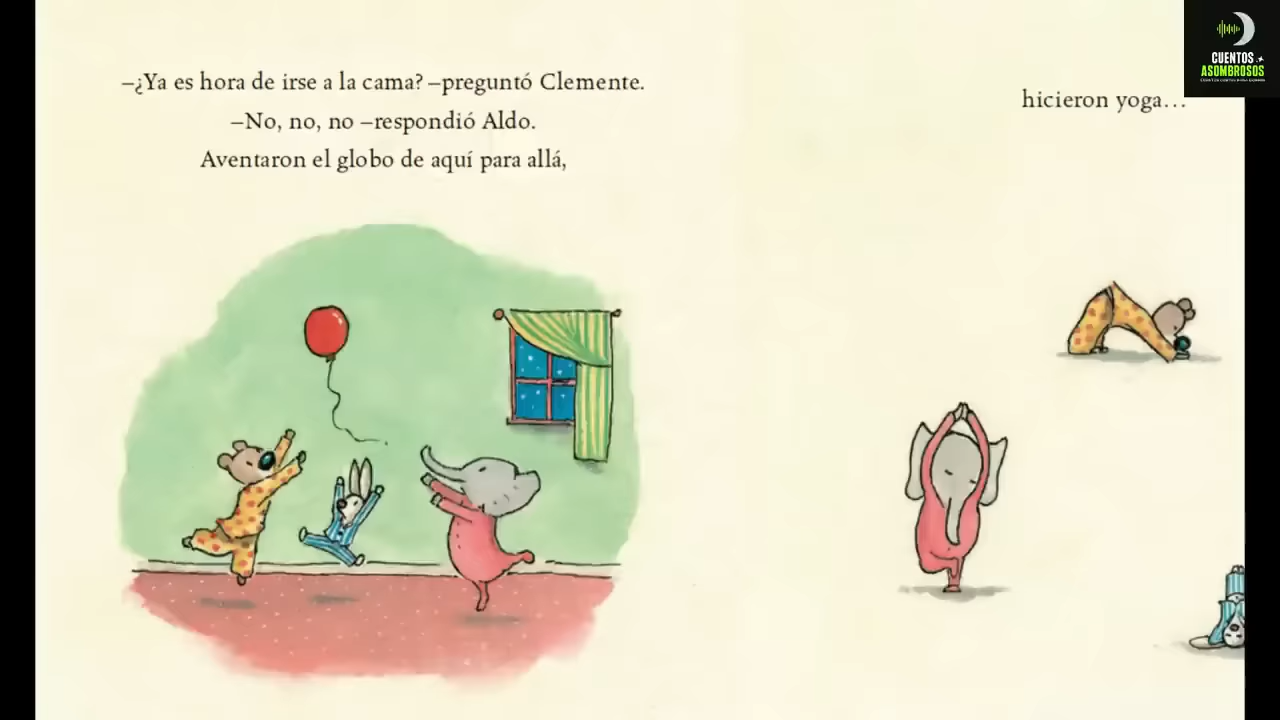 –¿Ya es hora de irse a la cama? –preguntó Clemente.
–No, no, no –respondió Aldo.
Aventaron el globo de aquí para allá,
hicieron yoga...
CUENTOS
ASOMBROSOS